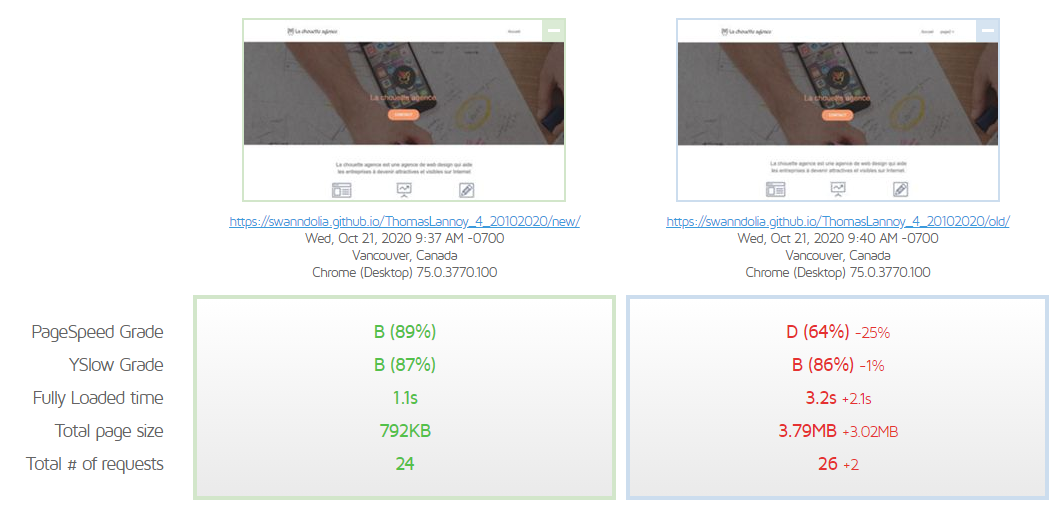 La chouette agence
Accueil
La chouette agence
CONTACT
La chouette agence est une agence de web design qui aide
les entreprises à devenir attractives et visibles sur Internet
https://swanndolia.github.io/ThomasLannoy_4_20102020/new/
Wed, Oct 21, 2020 9:37 AM -0700
Vancouver, Canada
Chrome (Desktop) 75.0.3770.100
La chouette agence
Accueil page2
La chouette agence
CONTACT
La chouette agence est une agence de web design qui aide
les entreprises à devenir attractives et visibles sur Internet
https://swanndolia.github.io/ThomasLannoy_4_20102020/old/
Wed, Oct 21, 2020 9:40 AM -0700
Vancouver, Canada
Chrome (Desktop) 75.0.3770.100
PageSpeed Grade B (89%) D (64%) -25%
YSlow Grade B (87%) B (86%) -1%
Fully Loaded time 1.1s 3.2s +2.1s
Total page size 792KB 3.79MB +3.02MB
Total # of requests 24 26 +2